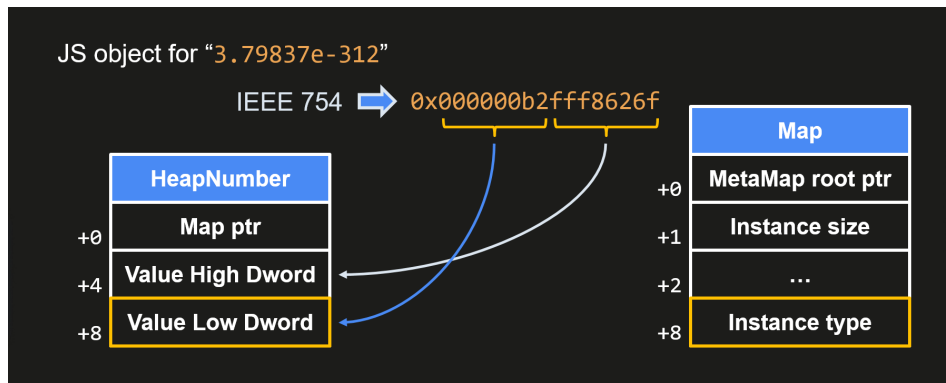 JS object for “3.79837e-312”
IEEE 754
0x000000b2fff8626f
HeapNumber
+0
Map ptr
+4
Value High Dword
+8
Value Low Dword
Map
+0
MetaMap root ptr
+1
Instance size
+2
...
+8
Instance type